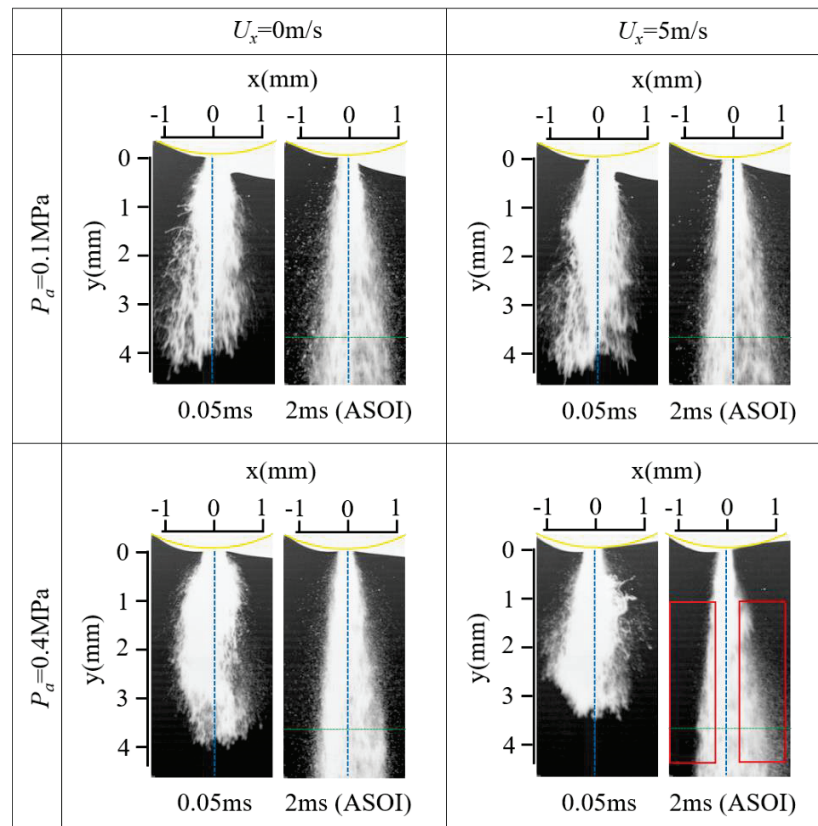 Uₓ=0m/s
Uₓ=5m/s
Pₐ=0.1MPa
x(mm)
-1 0 1
y(mm)
0
1
2
3
4
0.05ms
2ms (ASOI)
x(mm)
-1 0 1 -1 0 1
y(mm)
0
1
2
3
4
0.05ms
2ms (ASOI)
Pₐ=0.4MPa
x(mm)
-1 0 1 -1 0 1
y(mm)
0
1
2
3
4
0.05ms
2ms (ASOI)
x(mm)
-1 0 1 -1 0 1
y(mm)
0
1
2
3
4
0.05ms
2ms (ASOI)